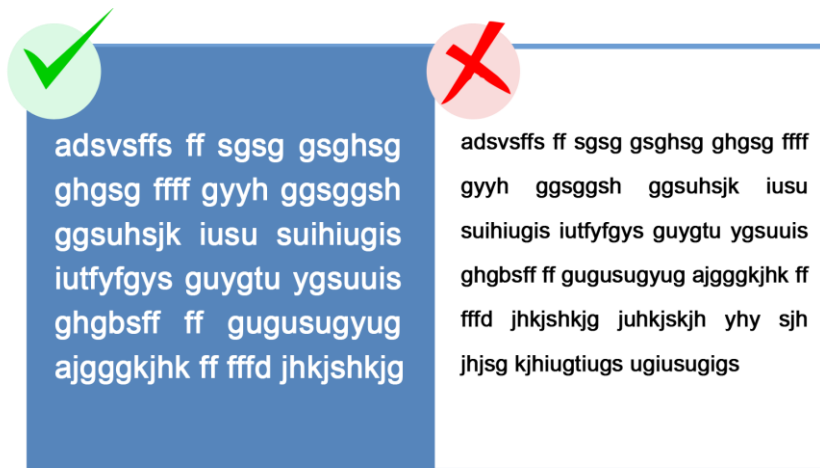 adsvsffs ff sgsg gsghsg
ghgsg ffff gyyh ggsggsh
ggsuhsjk iusu suihiugis
iutfyfgys guygtu ygsuuis
ghgbsff ff gugusugyug
ajgggkjhk ff fffd jhkjshkjg
adsvsffs ff sgsg gsghsg ghgsg ffff
gyyh ggsggsh ggsuhsjk iusu
suihiugis iutfyfgys guygtu ygsuuis
ghgbsff ff gugusugyug ajgggkjhk ff
fffd jhkjshkjg juhkjskjh yhy sjh
jhjsg kjhiugtiugs ugiusugigs